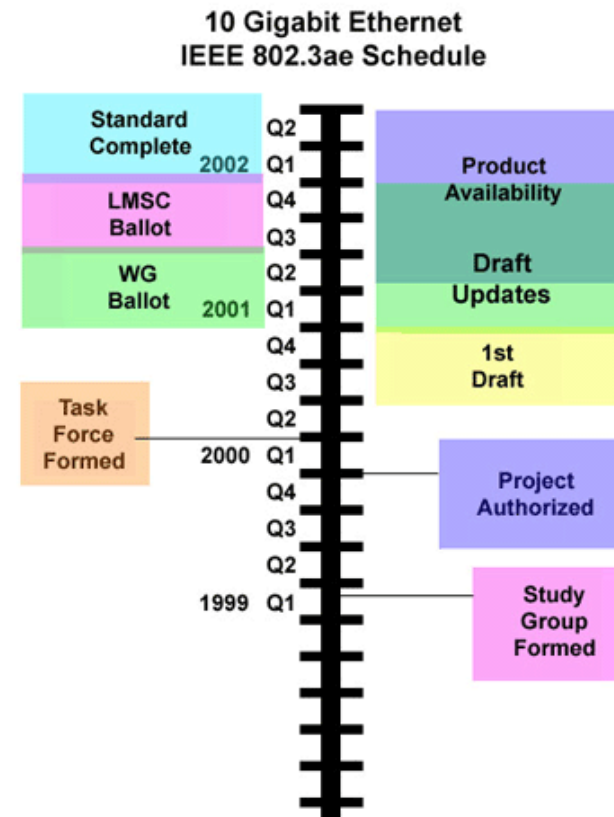 10 Gigabit Ethernet
IEEE 802.3ae Schedule
Standard
Complete
2002
LMSC
Ballot
WG
Ballot
2001
Task
Force
Formed
2000
1999
Q2
Q1
Q4
Q3
Q2
Q1
Q4
Q3
Q2
Q1
Q4
Q3
Q2
Q1
Product
Availability
Draft
Updates
1st
Draft
Project
Authorized
Study
Group
Formed